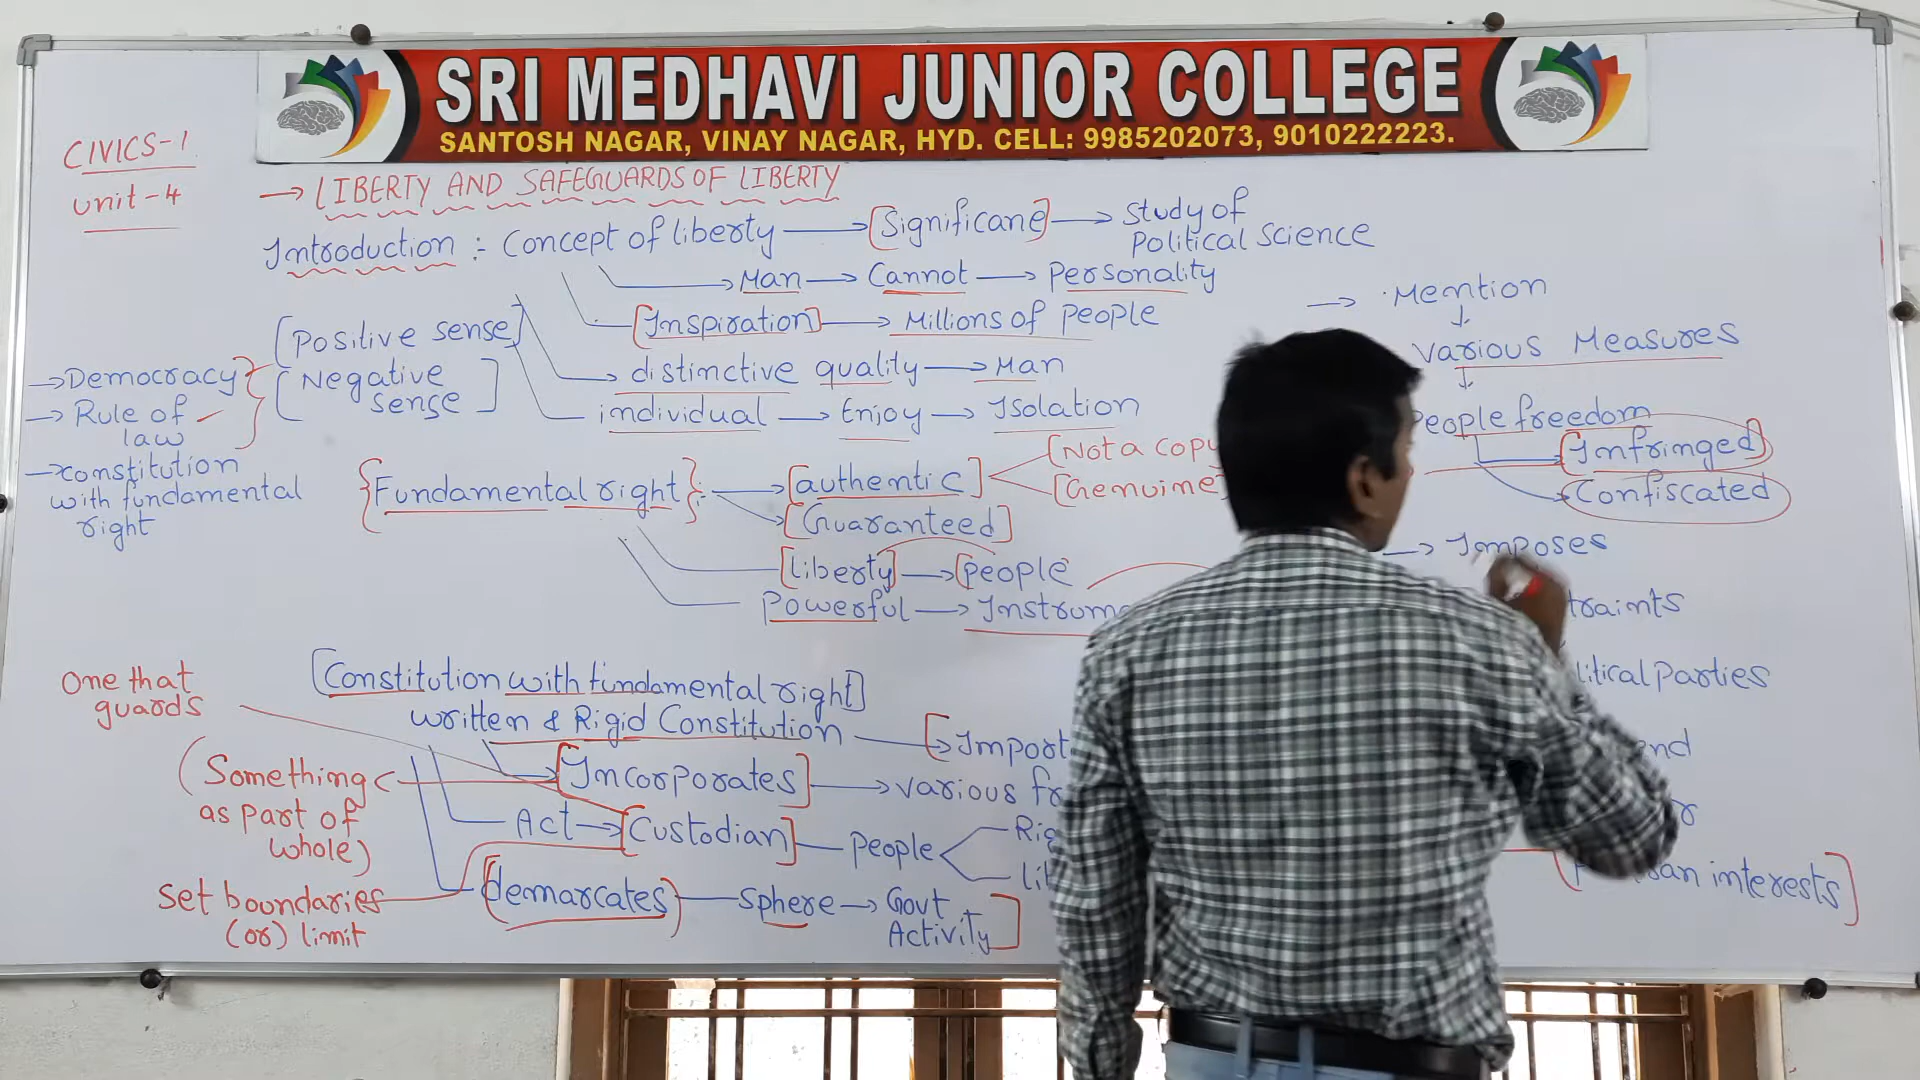 SRI MEDHAVI JUNIOR COLLEGE
SANTOSH NAGAR, VINAY NAGAR, HYD. CELL: 9985202073, 9010222223.
CIVICS-1
Unit-4
→ LIBERTY AND SAFEGUARDS OF LIBERTY
Introduction :- Concept of liberty → [Significane] → Study of
Political Science
Man → Cannot → Personality
[Inspiration] → Millions of people
distinctive quality → Man
individual → Enjoy → Isolation
[Positive sense]
[Negative
sense]
→ Democracy
→ Rule of
law
→ constitution
with fundamental
right
{Fundamental right} :- → [authentic]
[Not a copy
[Genuine]
[Guaranteed]
[liberty] → [people
Powerful →
[Constitution with fundamental right]
written & Rigid Constitution
[Incorporates] → various
Act → [Custodian] — people
[demarcates] — Sphere → Govt
Activity]
One that
guards
(Something
as part of
whole)
set boundaries
(or) limit
→ Mention
↓
Various Measures
↓
People freedom
[Infringed]
Confiscated
→ Imposes
Parties
interests]